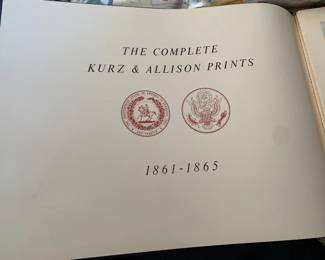 THE COMPLETE
KURZ & ALLISON PRINTS
1861-1865